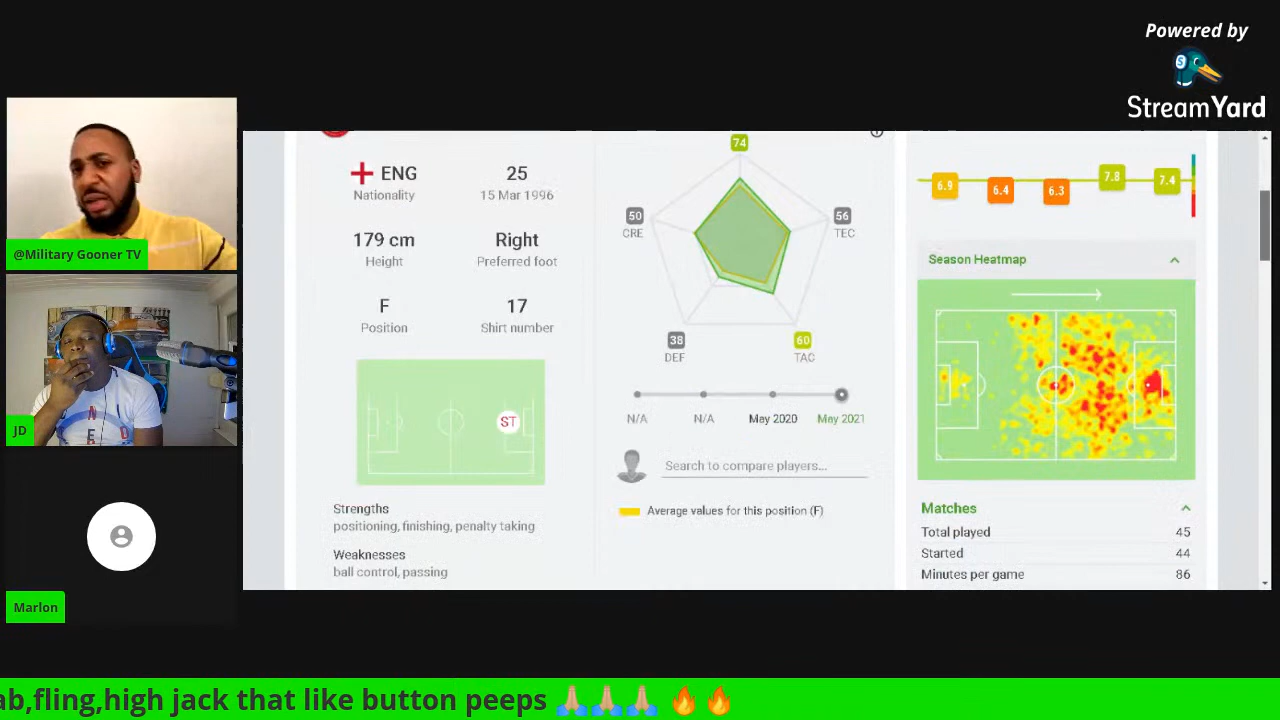 Powered by
StreamYard
@Military Gooner TV
JD
Marlon
ENG
Nationality
25
15 Mar 1996
179 cm
Height
Right
Preferred foot
F
Position
17
Shirt number
ST
Strengths
positioning, finishing, penalty taking
Weaknesses
ball control, passing
74
50
CRE
56
TEC
38
DEF
60
TAC
N/A
N/A
May 2020
May 2021
Search to compare players...
Average values for this position (F)
6.9
6.4
6.3
7.8
7.4
Season Heatmap
Matches
Total played 45
Started 44
Minutes per game 86
ab,fling,high jack that like button peeps 🙏🏼🙏🏼🙏🏼 🔥🔥